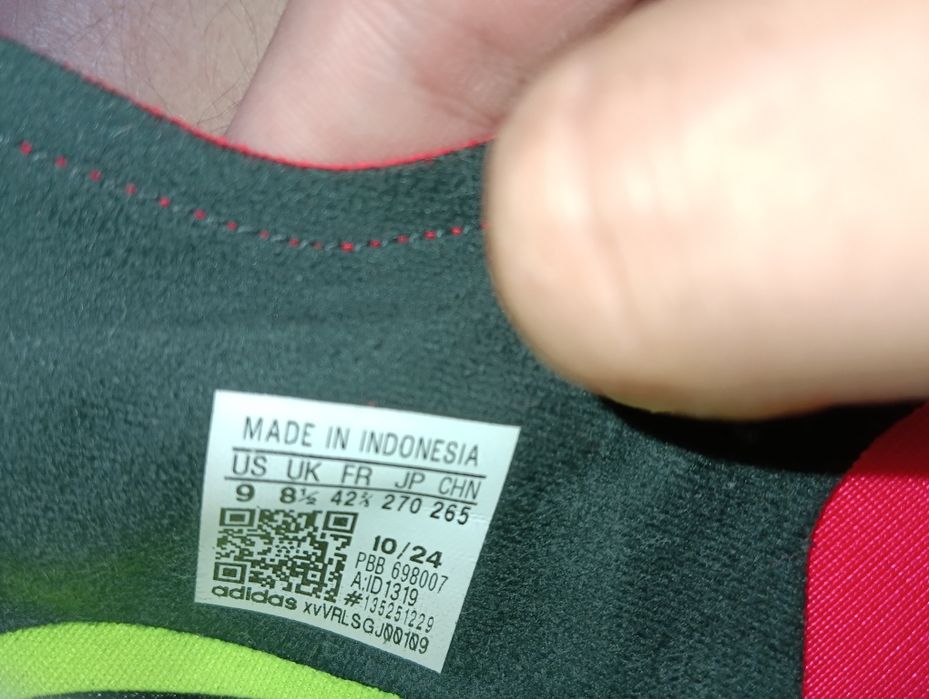 MADE IN INDONESIA
US UK FR JP CHN
9 8½ 42⅔ 270 265
10/24
PBB 698007
A:ID1319
#135251229
adidas xvVRLSGJ00109